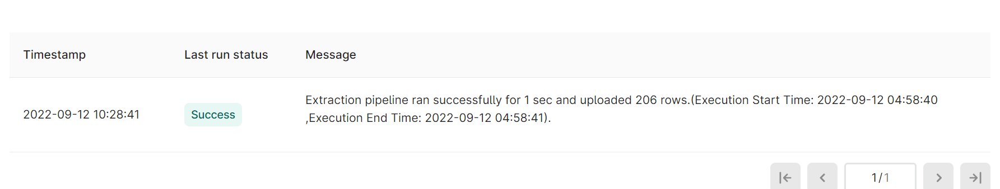 Timestamp Last run status Message
Extraction pipeline ran successfully for 1 sec and uploaded 206 rows.(Execution Start Time: 2022-09-12 04:58:40
2022-09-12 10:28:41 Success
,Execution End Time: 2022-09-12 04:58:41).
1/1